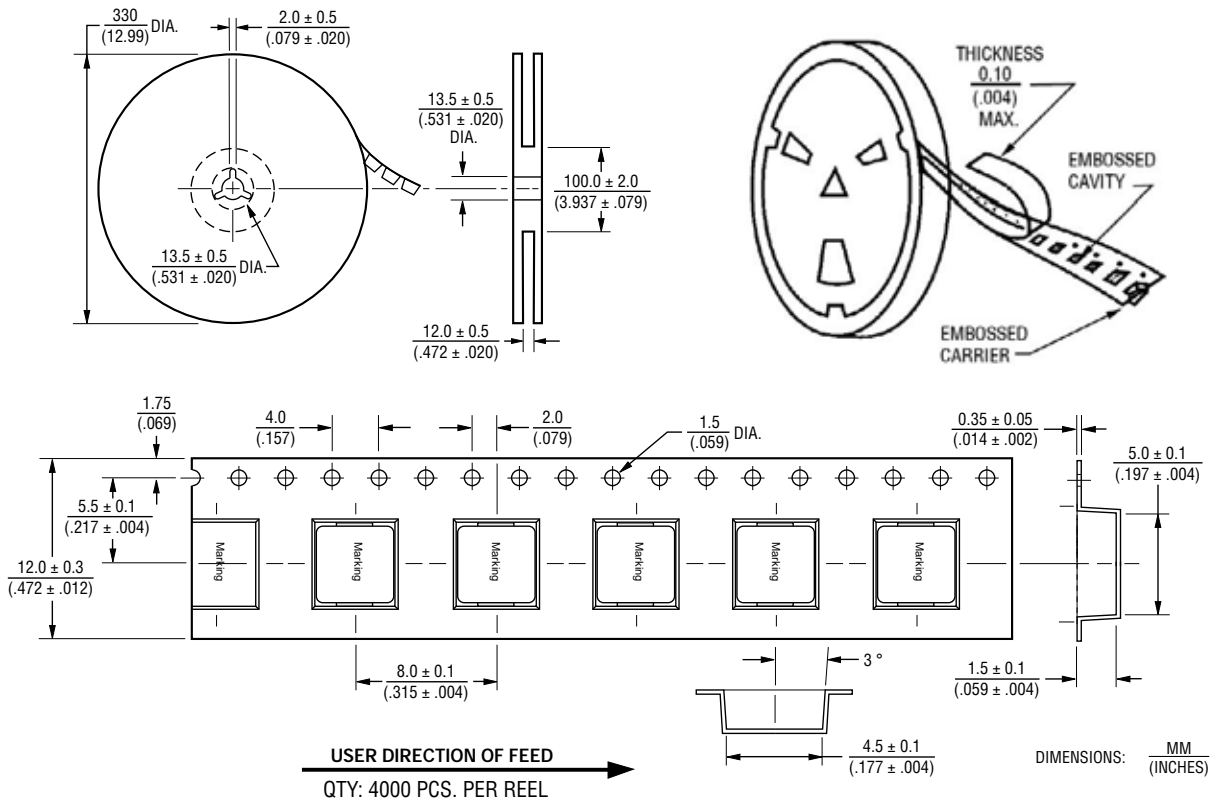 330
(12.99)
DIA.
2.0 ± 0.5
(.079 ± .020)
13.5 ± 0.5
(.531 ± .020)
DIA.
100.0 ± 2.0
(3.937 ± .079)
13.5 ± 0.5
(.531 ± .020)
DIA.
12.0 ± 0.5
(.472 ± .020)
THICKNESS
0.10
(.004)
MAX.
EMBOSSED
CAVITY
EMBOSSED
CARRIER
1.75
(.069)
4.0
(.157)
2.0
(.079)
1.5
(.059)
DIA.
0.35 ± 0.05
(.014 ± .002)
5.0 ± 0.1
(.197 ± .004)
5.5 ± 0.1
(.217 ± .004)
12.0 ± 0.3
(.472 ± .012)
Marking
Marking
Marking
Marking
Marking
Marking
8.0 ± 0.1
(.315 ± .004)
3 °
1.5 ± 0.1
(.059 ± .004)
4.5 ± 0.1
(.177 ± .004)
USER DIRECTION OF FEED
QTY: 4000 PCS. PER REEL
DIMENSIONS:
MM
(INCHES)